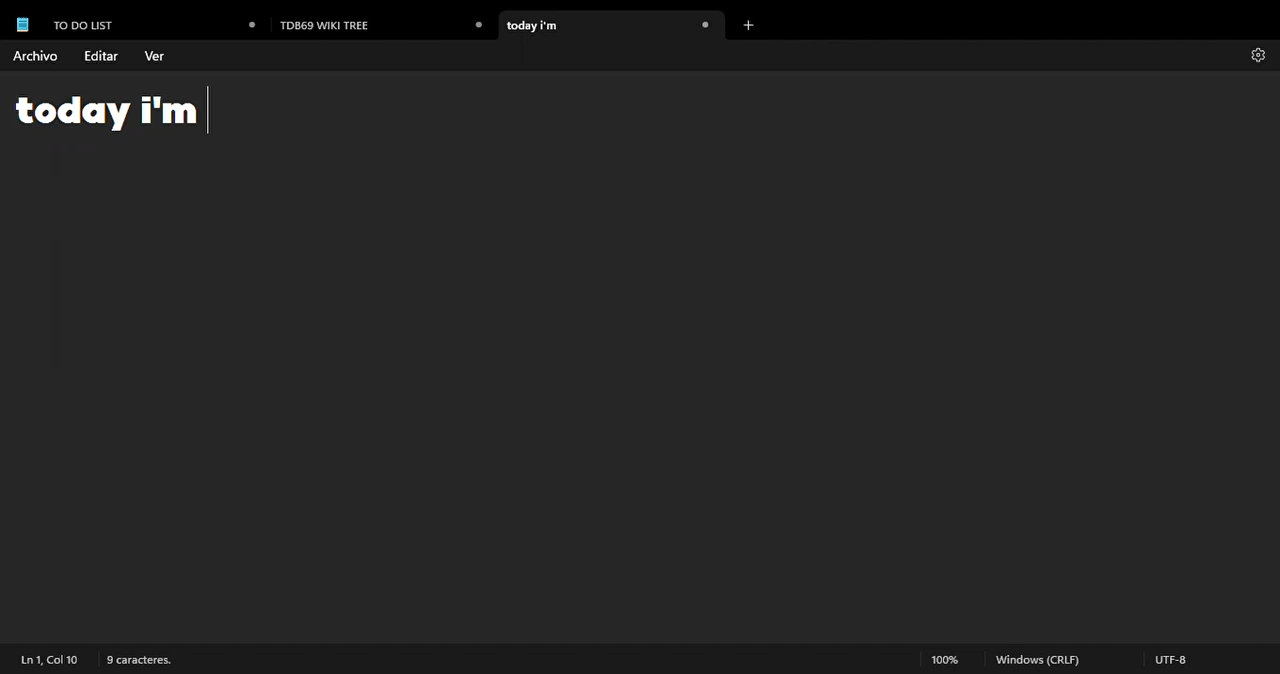 TO DO LIST TDB69 WIKI TREE today i'm
Archivo Editar Ver
today i'm
Ln 1, Col 10 9 caracteres. 100% Windows (CRLF) UTF-8